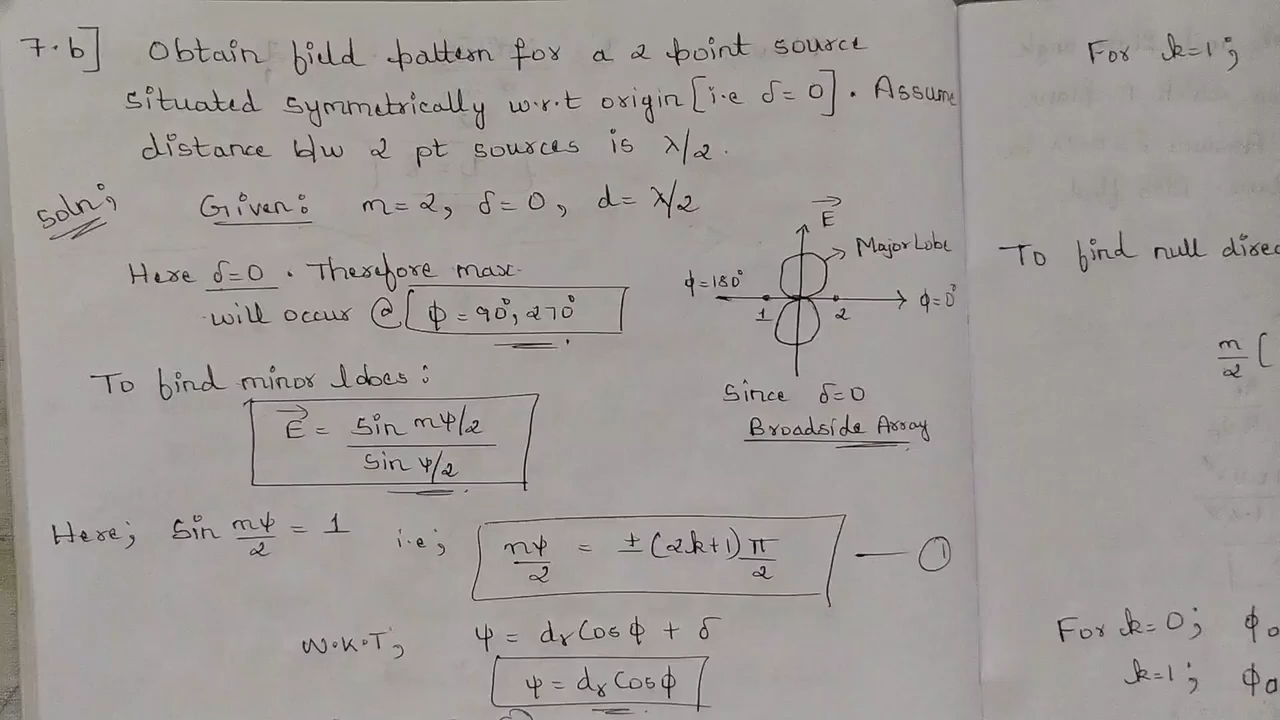 7.b] Obtain field pattern for a 2 point source
situated symmetrically w.r.t origin [i.e δ=0]. Assume
distance b/w 2 pt sources is λ/2.
Soln;
Given: n=2, δ=0, d=λ/2
Here δ=0. Therefore max.
will occur @ φ=90°, 270°
E
Major Lobe
φ=180°
φ=0°
1 2
Since δ=0
Broadside Array
To find minor lobes:
E = sin nψ/2 / sin ψ/2
Here; sin nψ/2 = 1 i.e; nψ/2 = ±(2k+1) π/2 — ①
W.K.T; ψ = dr cosφ + δ
ψ = dr cosφ
For k=1;
To find null
n/2 (
For k=0;
k=1;